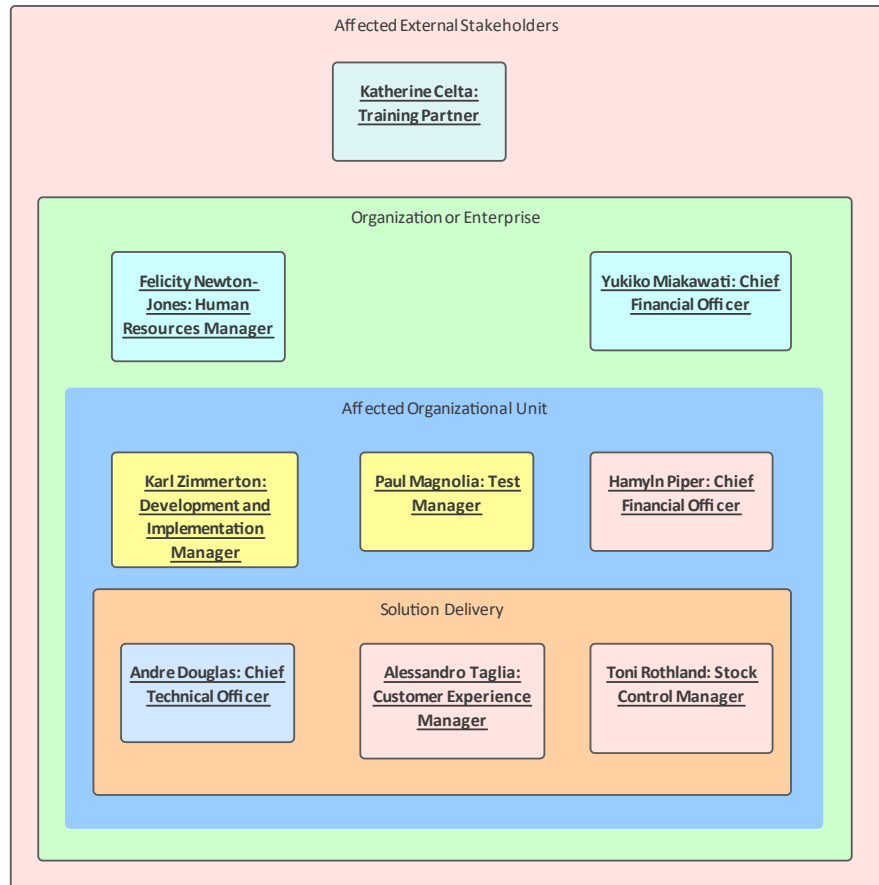 Affected External Stakeholders
Katherine Celta:
Training Partner
Organization or Enterprise
Felicity Newton-
Jones: Human
Resources Manager
Yukiko Miakawati: Chief
Financial Officer
Affected Organizational Unit
Karl Zimmerton:
Development and
Implementation
Manager
Paul Magnolia: Test
Manager
Hamyln Piper: Chief
Financial Officer
Solution Delivery
Andre Douglas: Chief
Technical Officer
Alessandro Taglia:
Customer Experience
Manager
Toni Rothland: Stock
Control Manager